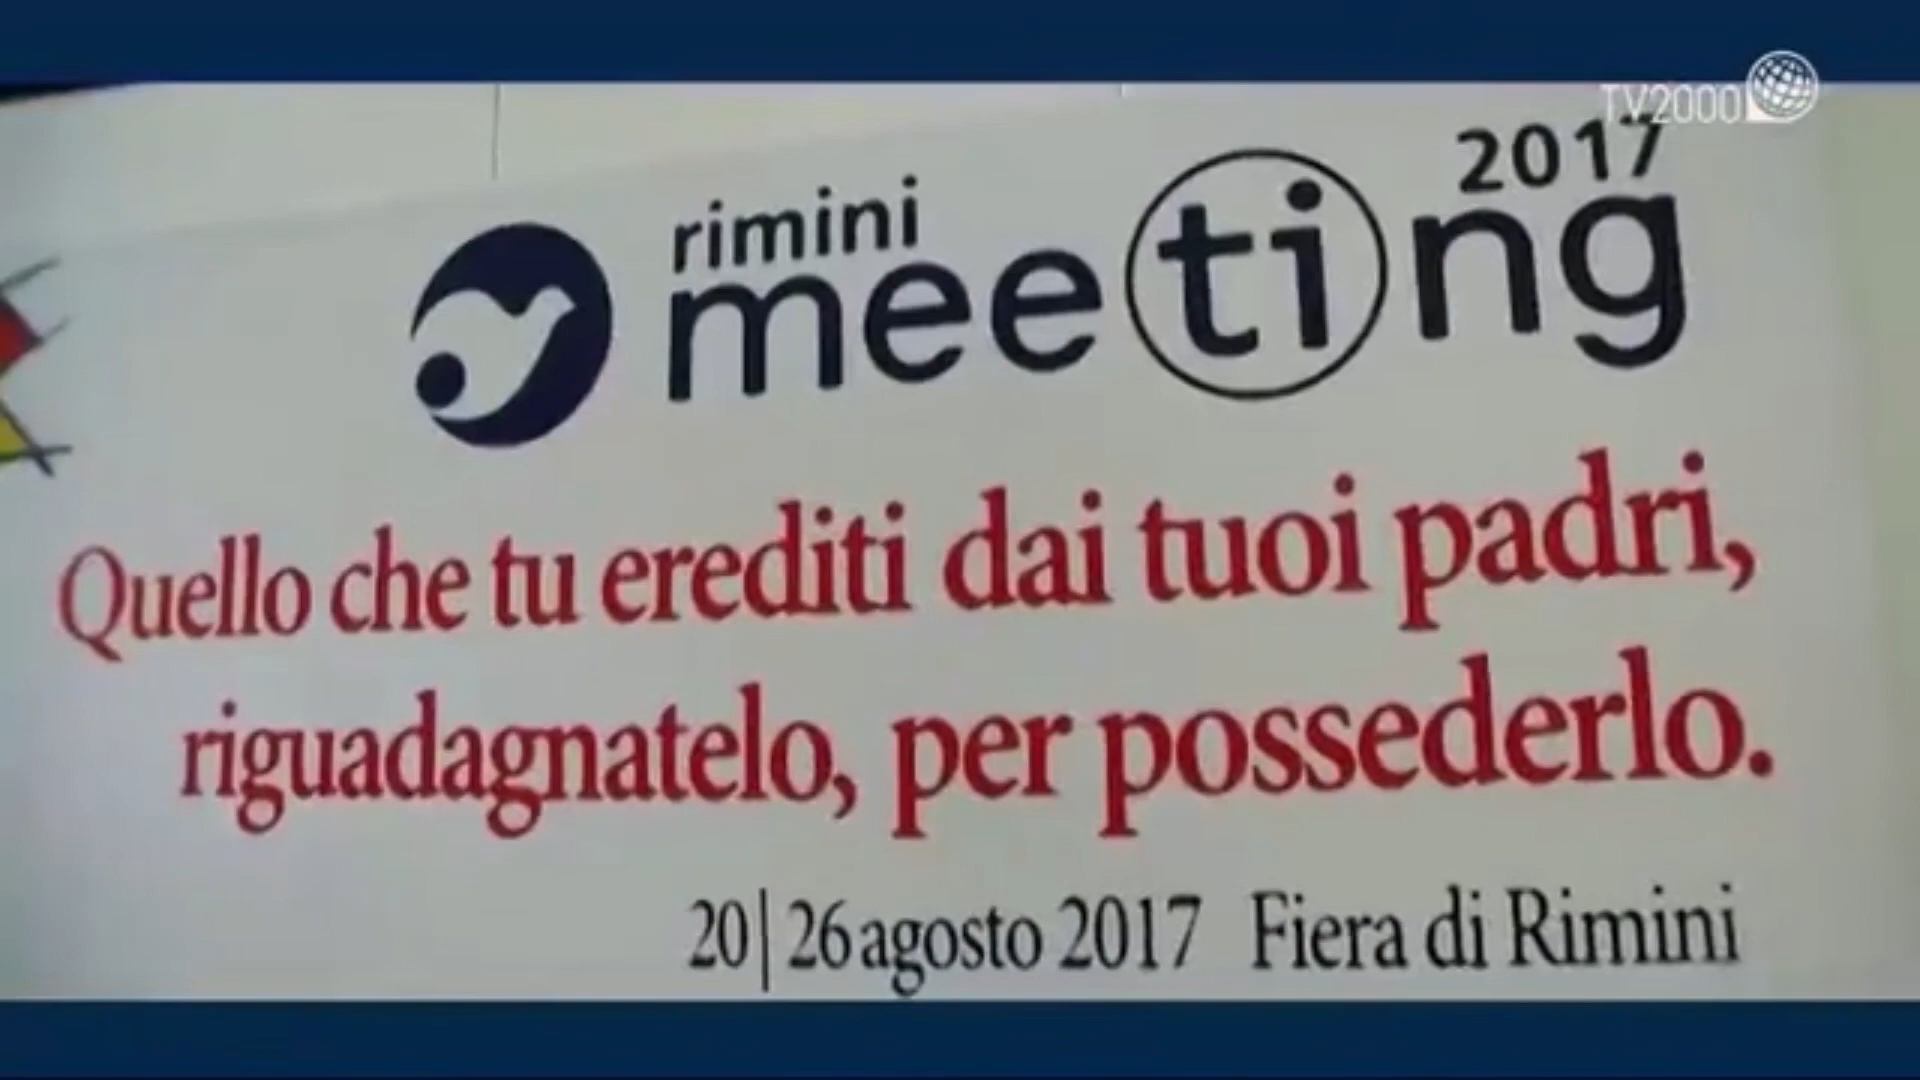 TV2000
2017
rimini
meeting
Quello che tu erediti dai tuoi padri,
riguadagnatelo, per possederlo.
20|26 agosto 2017 Fiera di Rimini